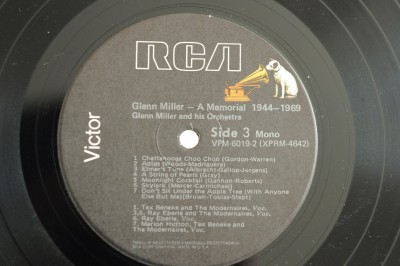 RCA
Victor
Glenn Miller — A Memorial 1944-1969
Glenn Miller and his Orchestra
Side 3 Mono
VPM-6019-2 (XPRM-4642)
1 Chattanooga Choo Choo (Gordon-Warren)
2 Adios (Woods-Madriguera)
3 Elmer's Tune (Albrecht-Gallop-Jurgens)
4 A String of Pearls (Gray)
5 Moonlight Cocktail (Gannon-Roberts)
6 Skylark (Mercer-Carmichael)
7 Don't Sit Under the Apple Tree (With Anyone
Else But Me) (Brown-Tobias-Stept)
1. Tex Beneke and The Modernaires, Voc.
3,5. Ray Eberle and The Modernaires, Voc.
6. Ray Eberle, Voc.
7. Marion Hutton, Tex Beneke and
The Modernaires, Voc.